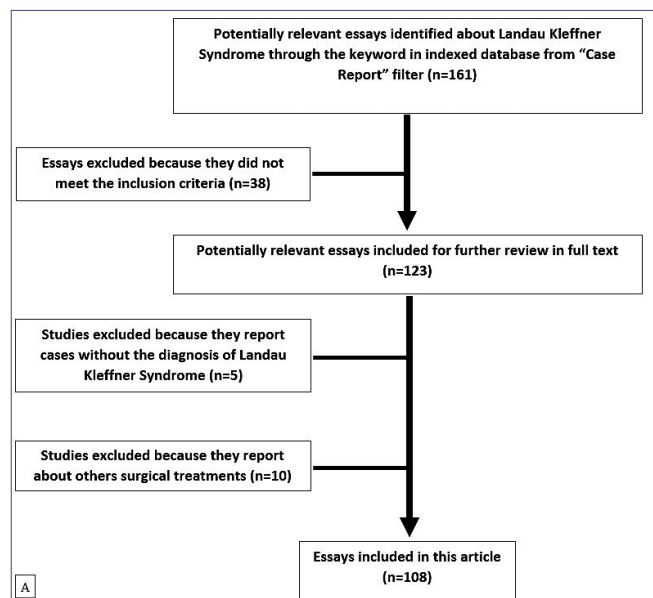 Potentially relevant essays identified about Landau Kleffner
Syndrome through the keyword in indexed database from “Case
Report” filter (n=161)
Essays excluded because they did not
meet the inclusion criteria (n=38)
Potentially relevant essays included for further review in full text
(n=123)
Studies excluded because they report
cases without the diagnosis of Landau
Kleffner Syndrome (n=5)
Studies excluded because they report
about others surgical treatments (n=10)
Essays included in this article
(n=108)
A